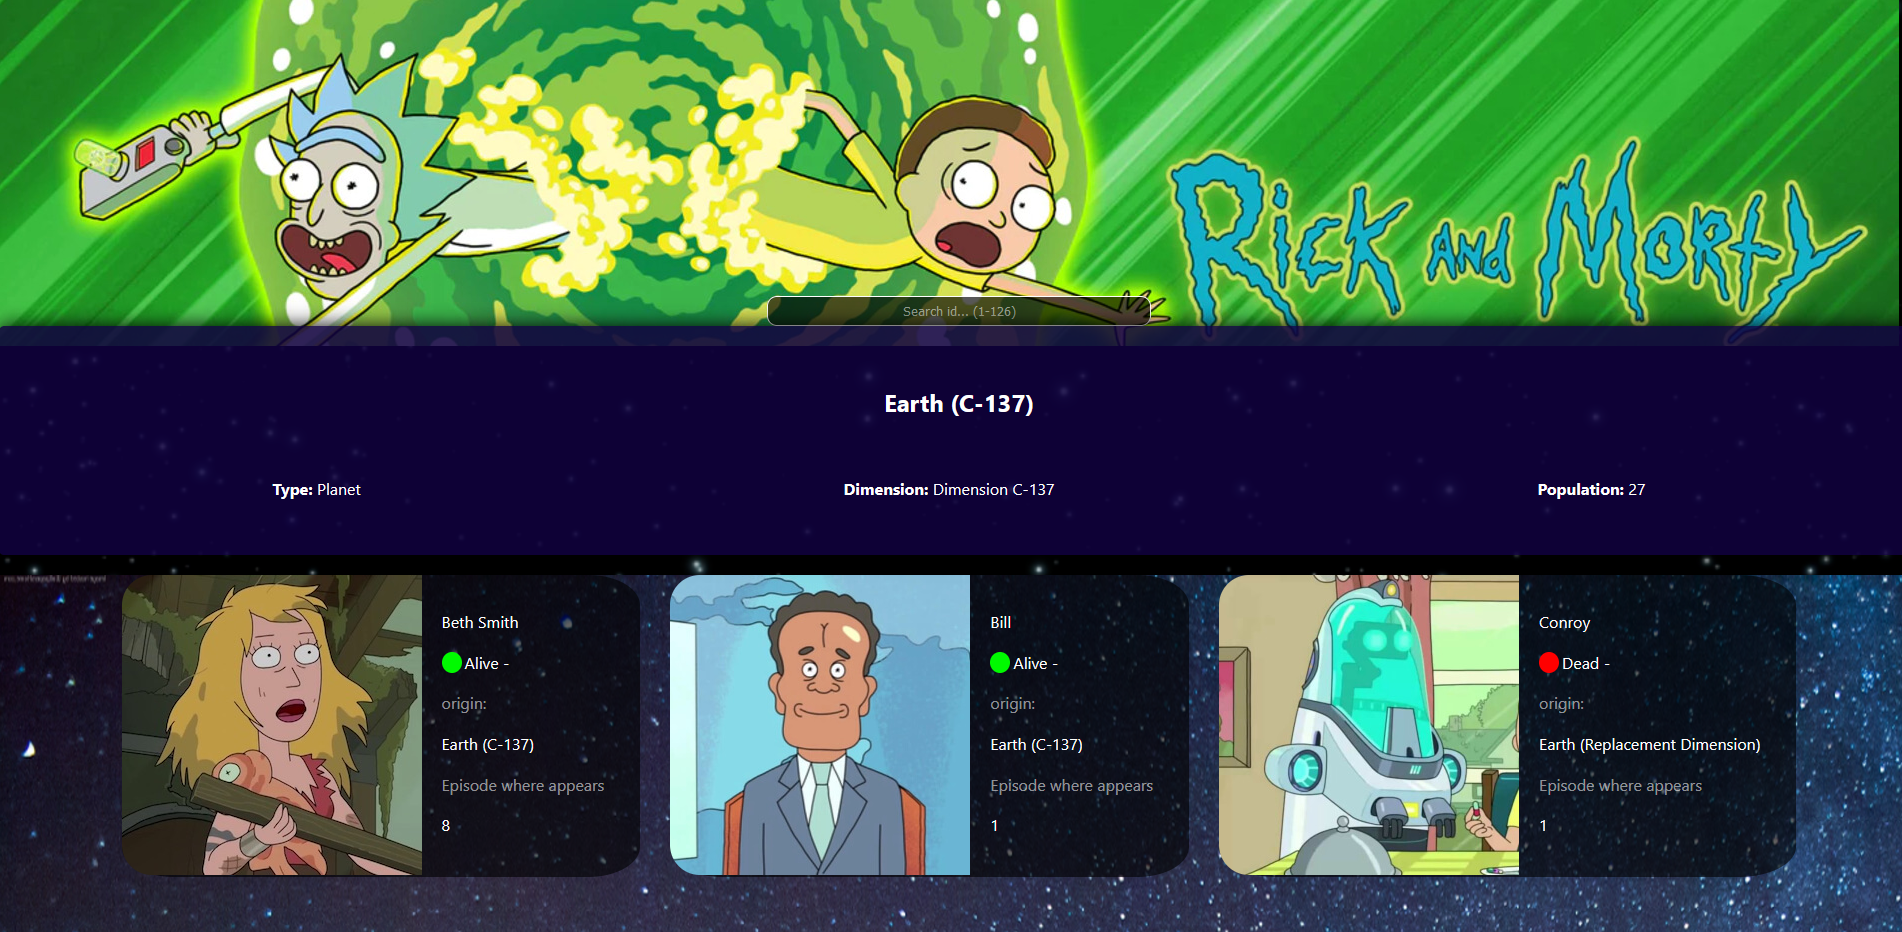 Rick and Morty
Search id... (1-126)
Earth (C-137)
Type: Planet
Dimension: Dimension C-137
Population: 27
Beth Smith
Alive -
origin:
Earth (C-137)
Episode where appears
8
Bill
Alive -
origin:
Earth (C-137)
Episode where appears
1
Conroy
Dead -
origin:
Earth (Replacement Dimension)
Episode where appears
1